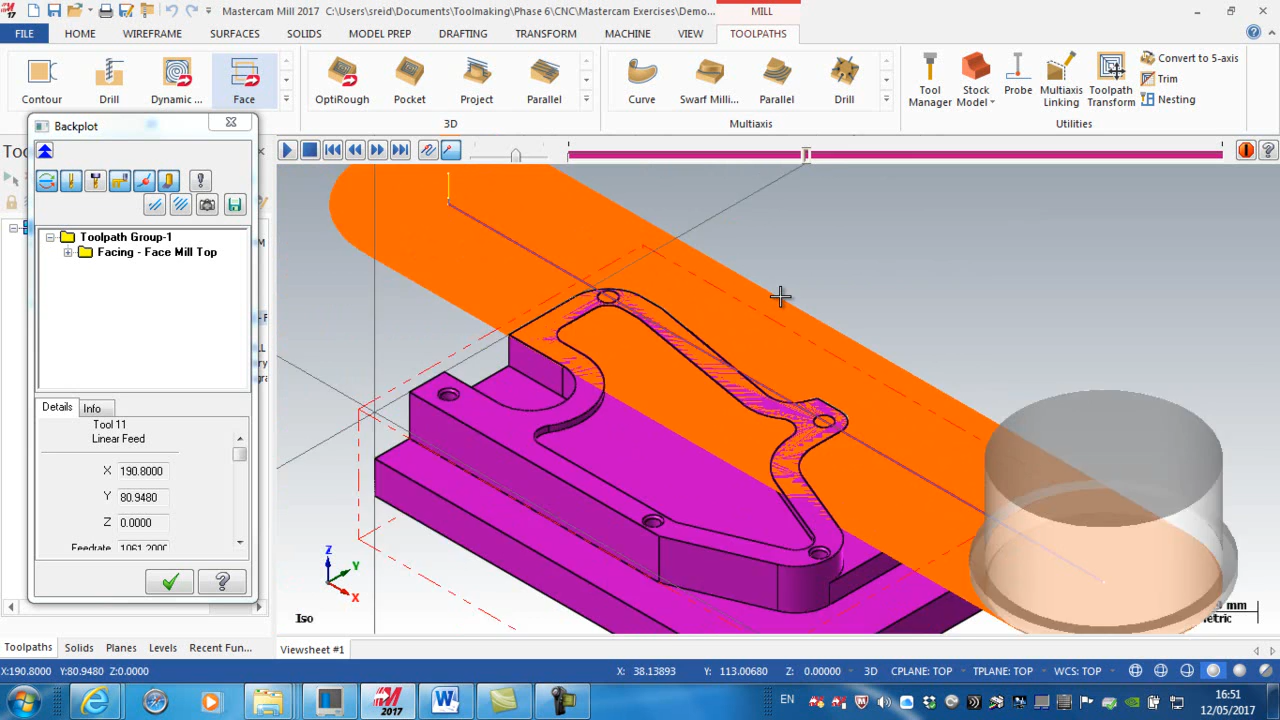 Mastercam Mill 2017 C:\Users\sreid\Documents\Toolmaking\Phase 6\CNC\Mastercam Exercises\Demo...
MILL
FILE HOME WIREFRAME SURFACES SOLIDS MODEL PREP DRAFTING TRANSFORM MACHINE VIEW TOOLPATHS
Contour Drill Dynamic ... Face OptiRough Pocket Project Parallel Curve Swarf Milli... Parallel Drill
Tool Manager Stock Model Probe Multiaxis Linking Toolpath Transform
Convert to 5-axis
Trim
Nesting
3D Multiaxis Utilities
Backplot
Toolpath Group-1
Facing - Face Mill Top
Details Info
Tool 11
Linear Feed
X 190.8000
Y 80.9480
Z 0.0000
Feedrate 1061.2000
Z
Y
X
Iso
mm
Toolpaths Solids Planes Levels Recent Fun...
Viewsheet #1
X:190.8000 Y:80.9480 Z:0.0000
X: 38.13893 Y: 113.00680 Z: 0.00000 3D CPLANE: TOP TPLANE: TOP WCS: TOP
2017
EN
16:51
12/05/2017